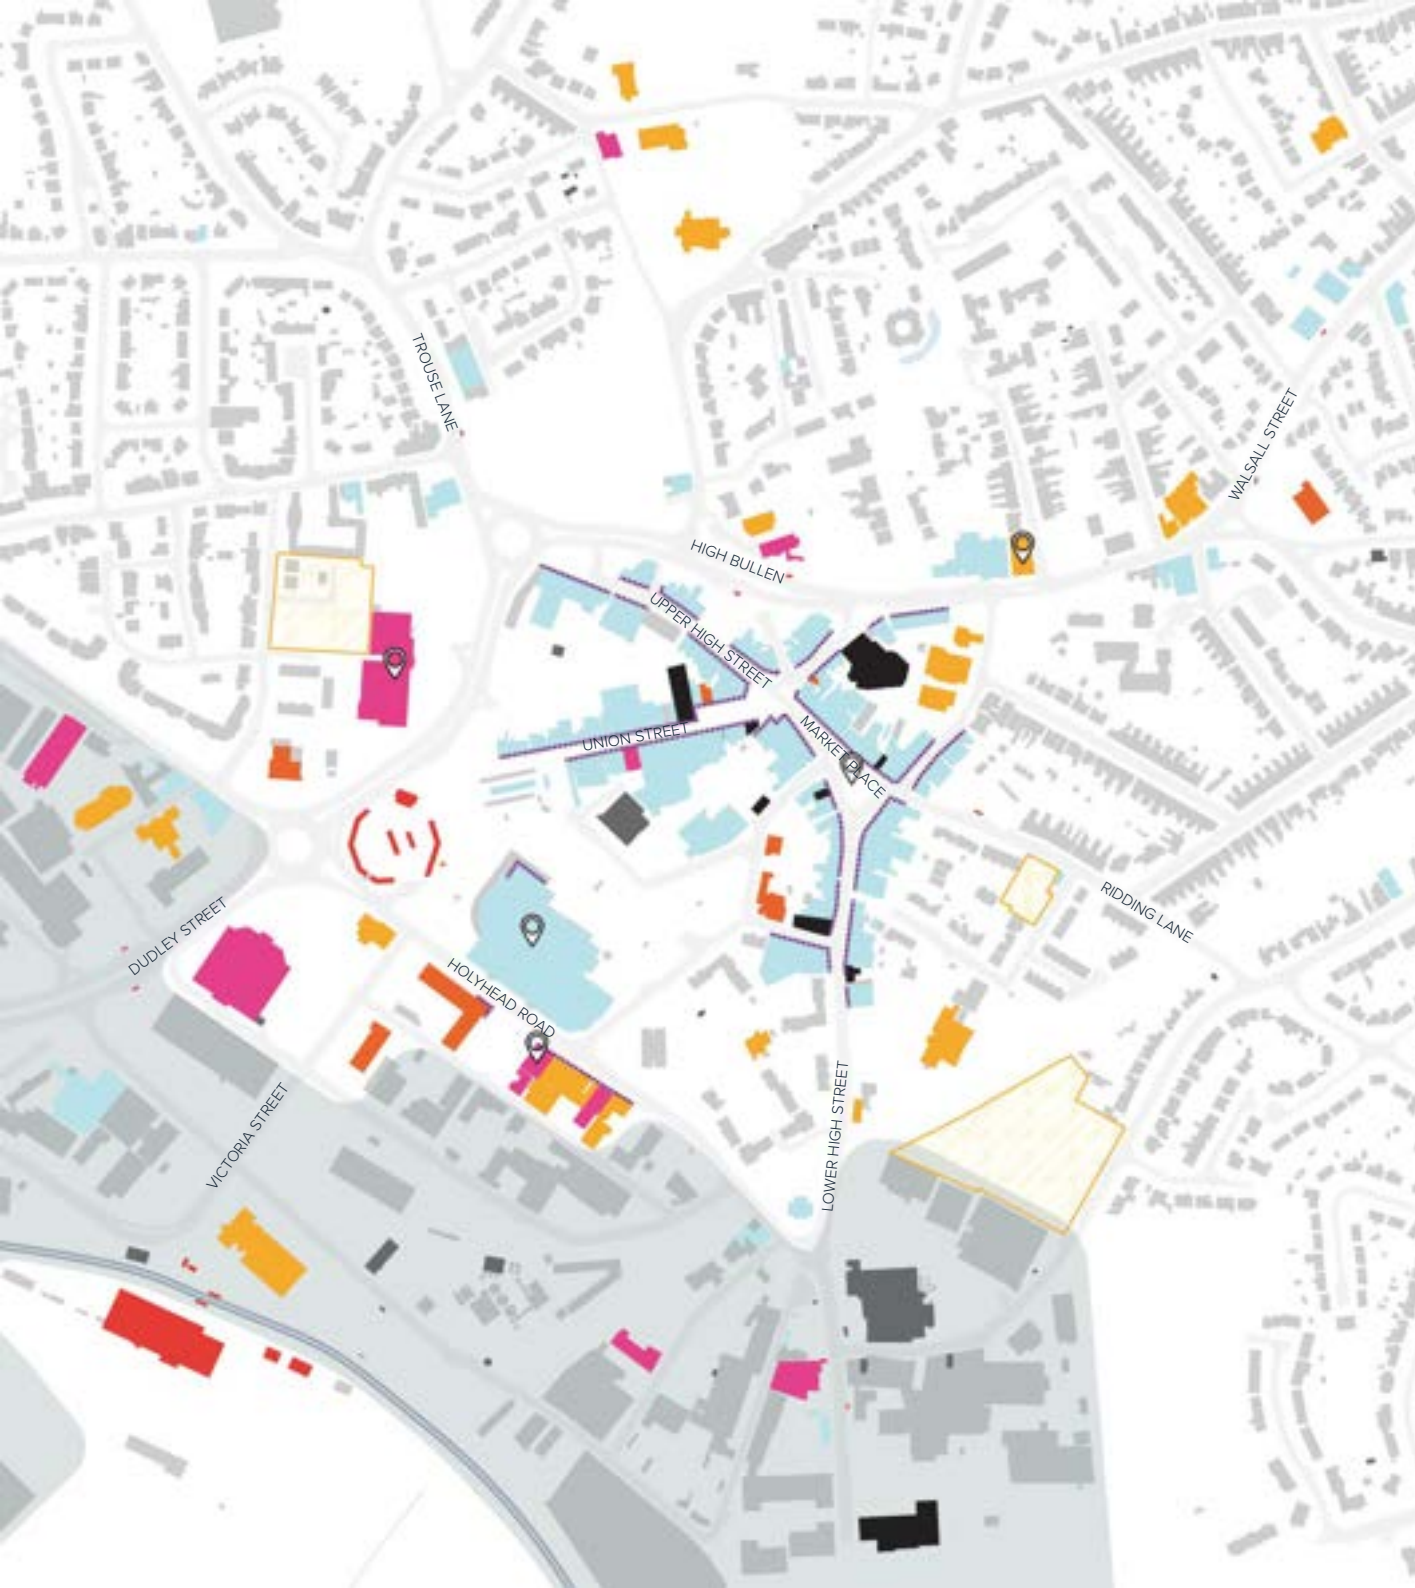 TROUSE LANE
WALSALL STREET
HIGH BULLEN
UPPER HIGH STREET
UNION STREET
MARKET PLACE
RIDDING LANE
DUDLEY STREET
HOLYHEAD ROAD
VICTORIA STREET
LOWER HIGH STREET